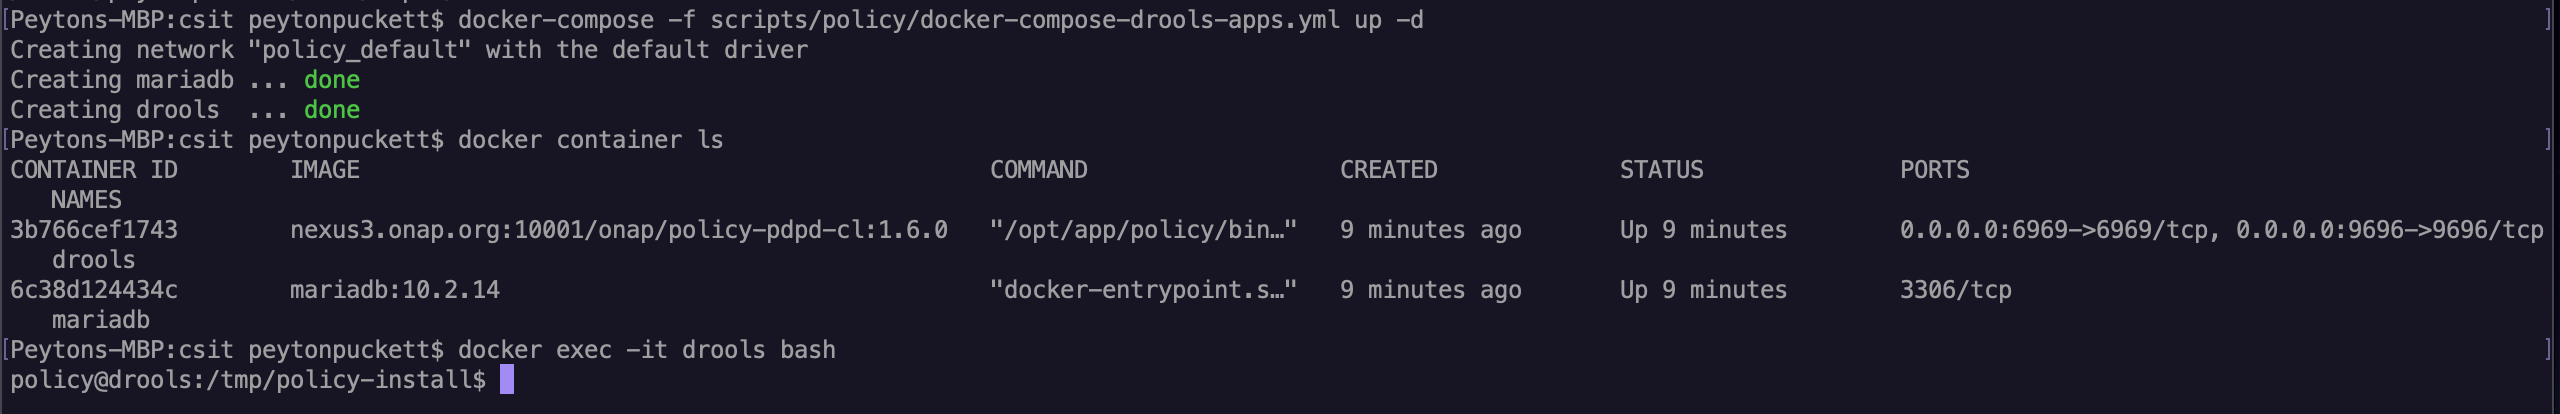 [Peytons-MBP:csit peytonpuckett$ docker-compose -f scripts/policy/docker-compose-drools-apps.yml up -d ]
Creating network "policy_default" with the default driver
Creating mariadb ... done
Creating drools  ... done
[Peytons-MBP:csit peytonpuckett$ docker container ls ]
CONTAINER ID        IMAGE                                             COMMAND                  CREATED             STATUS              PORTS
   NAMES
3b766cef1743        nexus3.onap.org:10001/onap/policy-pdpd-cl:1.6.0   "/opt/app/policy/bin…"   9 minutes ago       Up 9 minutes        0.0.0.0:6969->6969/tcp, 0.0.0.0:9696->9696/tcp
   drools
6c38d124434c        mariadb:10.2.14                                   "docker-entrypoint.s…"   9 minutes ago       Up 9 minutes        3306/tcp
   mariadb
[Peytons-MBP:csit peytonpuckett$ docker exec -it drools bash ]
policy@drools:/tmp/policy-install$